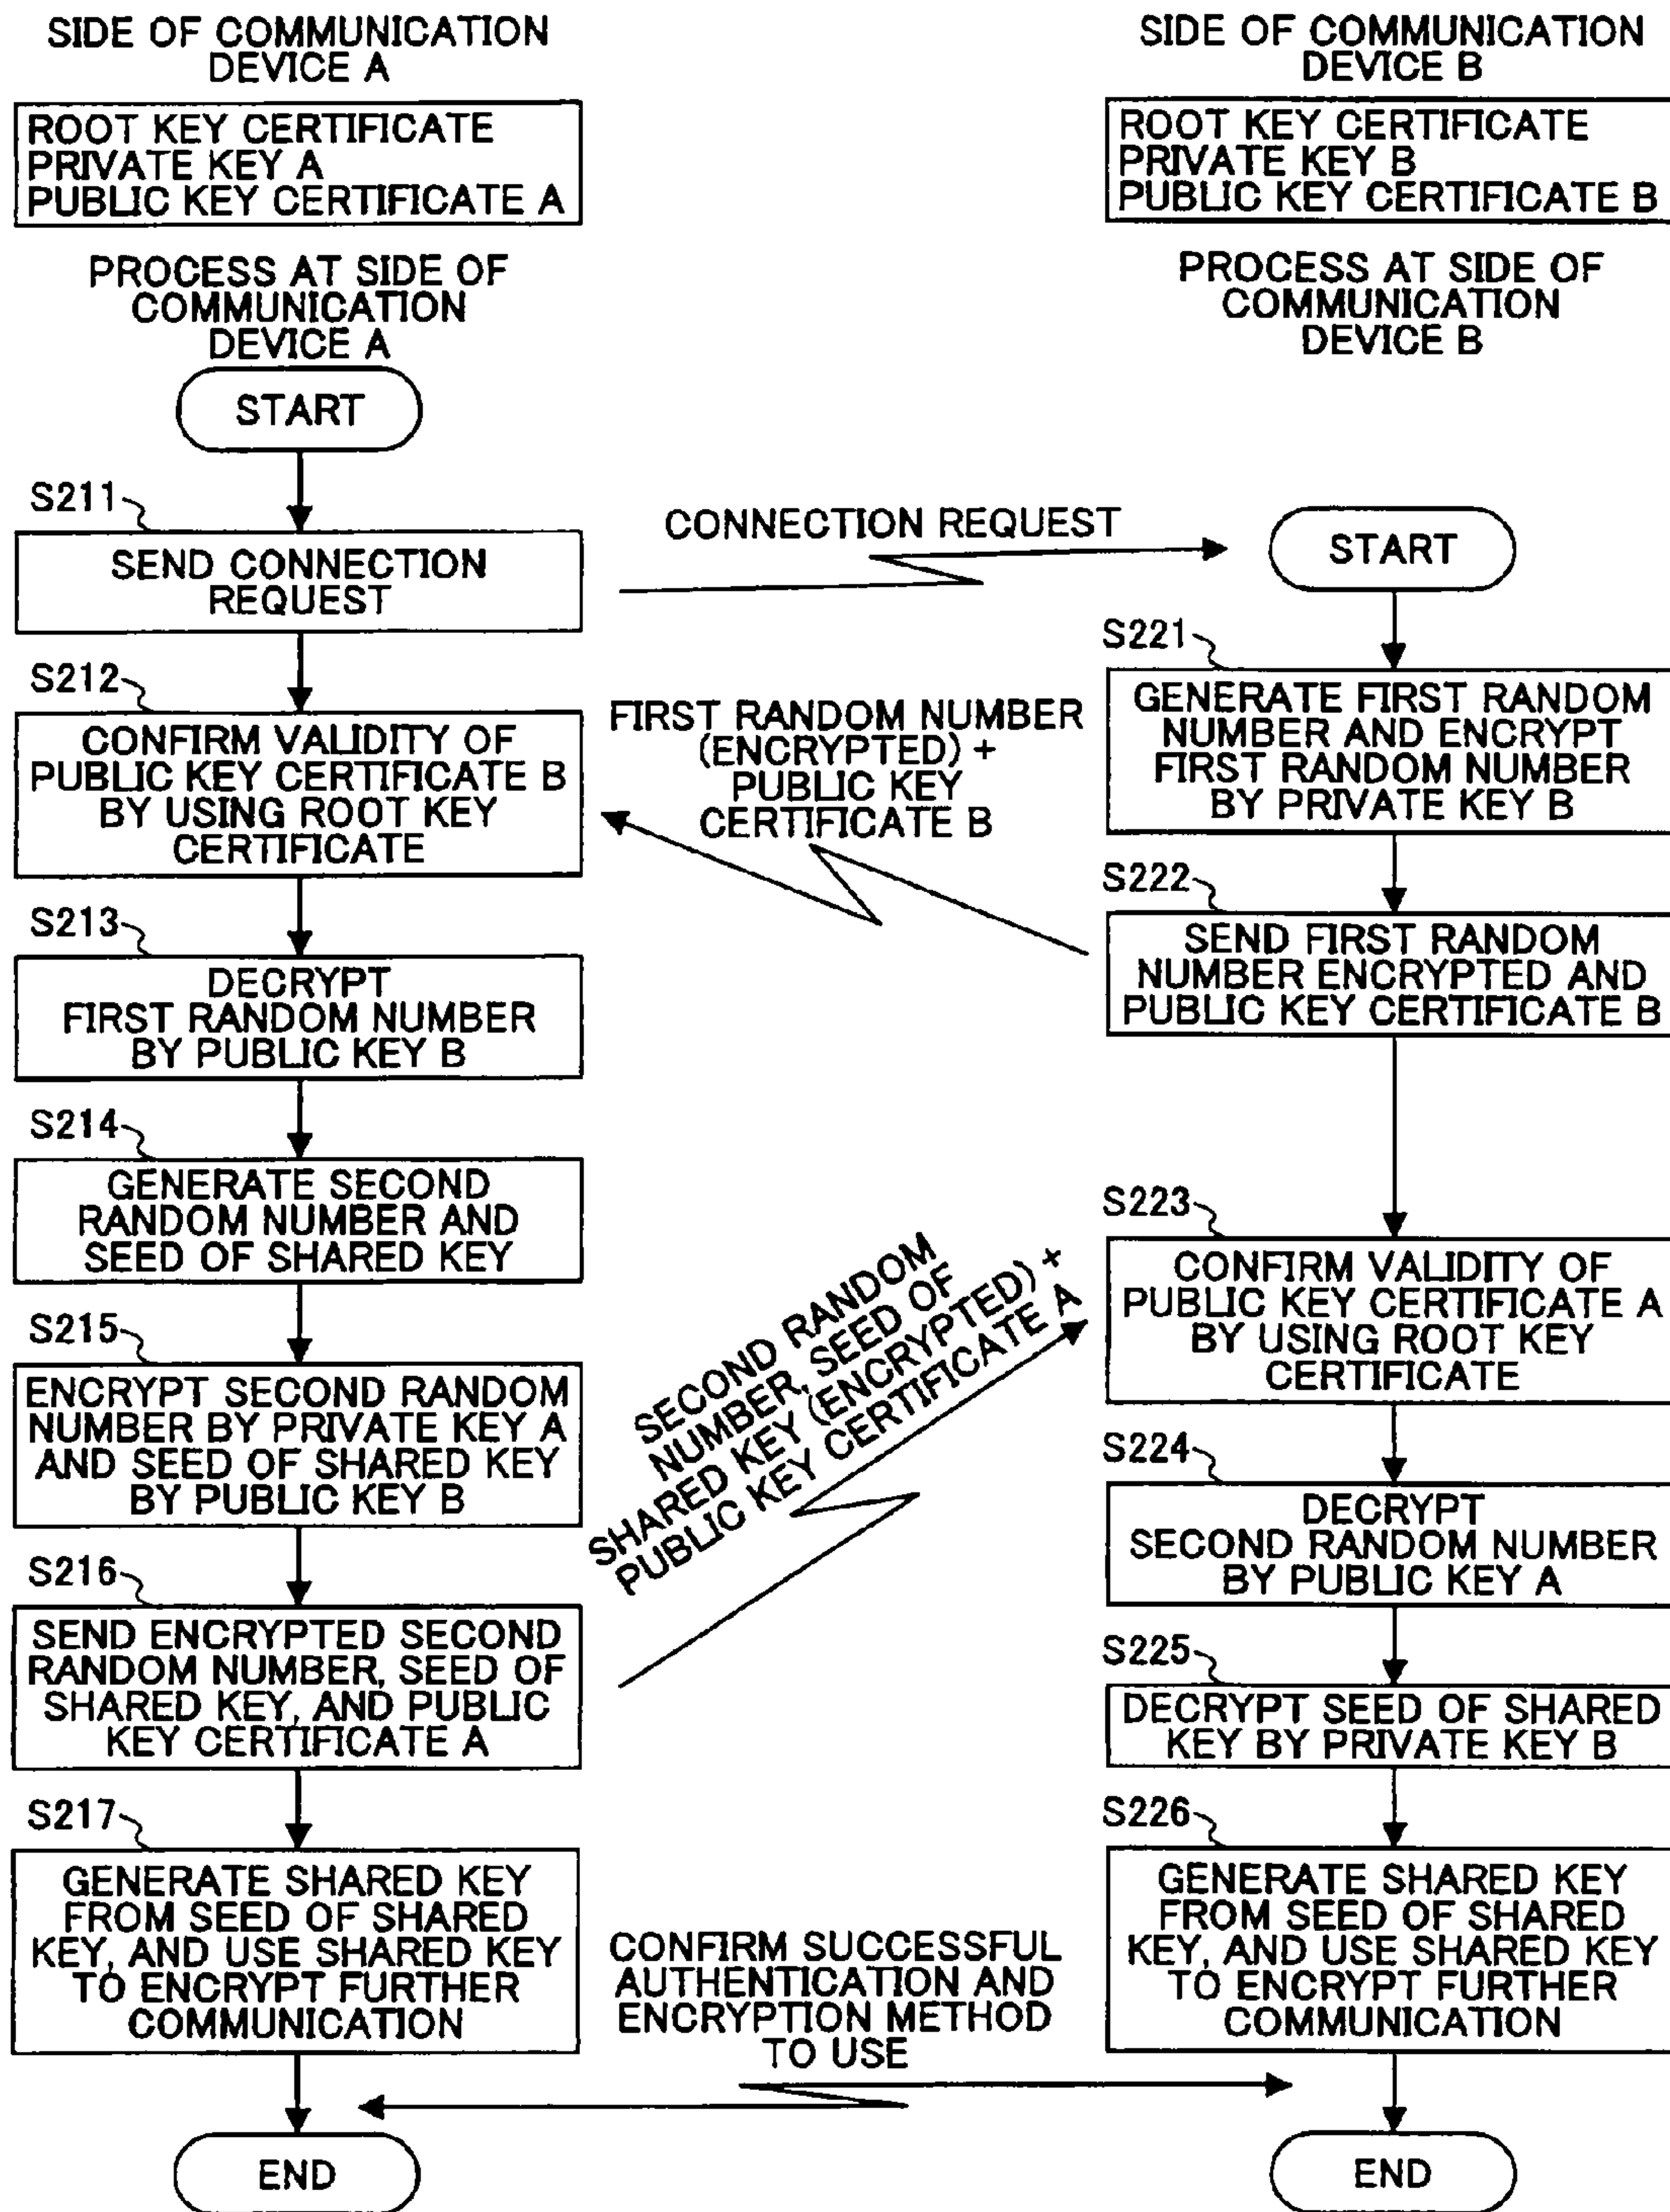 SIDE OF COMMUNICATION
DEVICE A
ROOT KEY CERTIFICATE
PRIVATE KEY A
PUBLIC KEY CERTIFICATE A
PROCESS AT SIDE OF
COMMUNICATION
DEVICE A
START
S211
SEND CONNECTION
REQUEST
S212
CONFIRM VALIDITY OF
PUBLIC KEY CERTIFICATE B
BY USING ROOT KEY
CERTIFICATE
S213
DECRYPT
FIRST RANDOM NUMBER
BY PUBLIC KEY B
S214
GENERATE SECOND
RANDOM NUMBER AND
SEED OF SHARED KEY
S215
ENCRYPT SECOND RANDOM
NUMBER BY PRIVATE KEY A
AND SEED OF SHARED KEY
BY PUBLIC KEY B
S216
SEND ENCRYPTED SECOND
RANDOM NUMBER, SEED OF
SHARED KEY, AND PUBLIC
KEY CERTIFICATE A
S217
GENERATE SHARED KEY
FROM SEED OF SHARED
KEY, AND USE SHARED KEY
TO ENCRYPT FURTHER
COMMUNICATION
END
CONNECTION REQUEST
FIRST RANDOM NUMBER
(ENCRYPTED) +
PUBLIC KEY
CERTIFICATE B
SECOND RANDOM
NUMBER, SEED OF
SHARED KEY (ENCRYPTED) +
PUBLIC KEY CERTIFICATE A
CONFIRM SUCCESSFUL
AUTHENTICATION AND
ENCRYPTION METHOD
TO USE
SIDE OF COMMUNICATION
DEVICE B
ROOT KEY CERTIFICATE
PRIVATE KEY B
PUBLIC KEY CERTIFICATE B
PROCESS AT SIDE OF
COMMUNICATION
DEVICE B
START
S221
GENERATE FIRST RANDOM
NUMBER AND ENCRYPT
FIRST RANDOM NUMBER
BY PRIVATE KEY B
S222
SEND FIRST RANDOM
NUMBER ENCRYPTED AND
PUBLIC KEY CERTIFICATE B
S223
CONFIRM VALIDITY OF
PUBLIC KEY CERTIFICATE A
BY USING ROOT KEY
CERTIFICATE
S224
DECRYPT
SECOND RANDOM NUMBER
BY PUBLIC KEY A
S225
DECRYPT SEED OF SHARED
KEY BY PRIVATE KEY B
S226
GENERATE SHARED KEY
FROM SEED OF SHARED
KEY, AND USE SHARED KEY
TO ENCRYPT FURTHER
COMMUNICATION
END